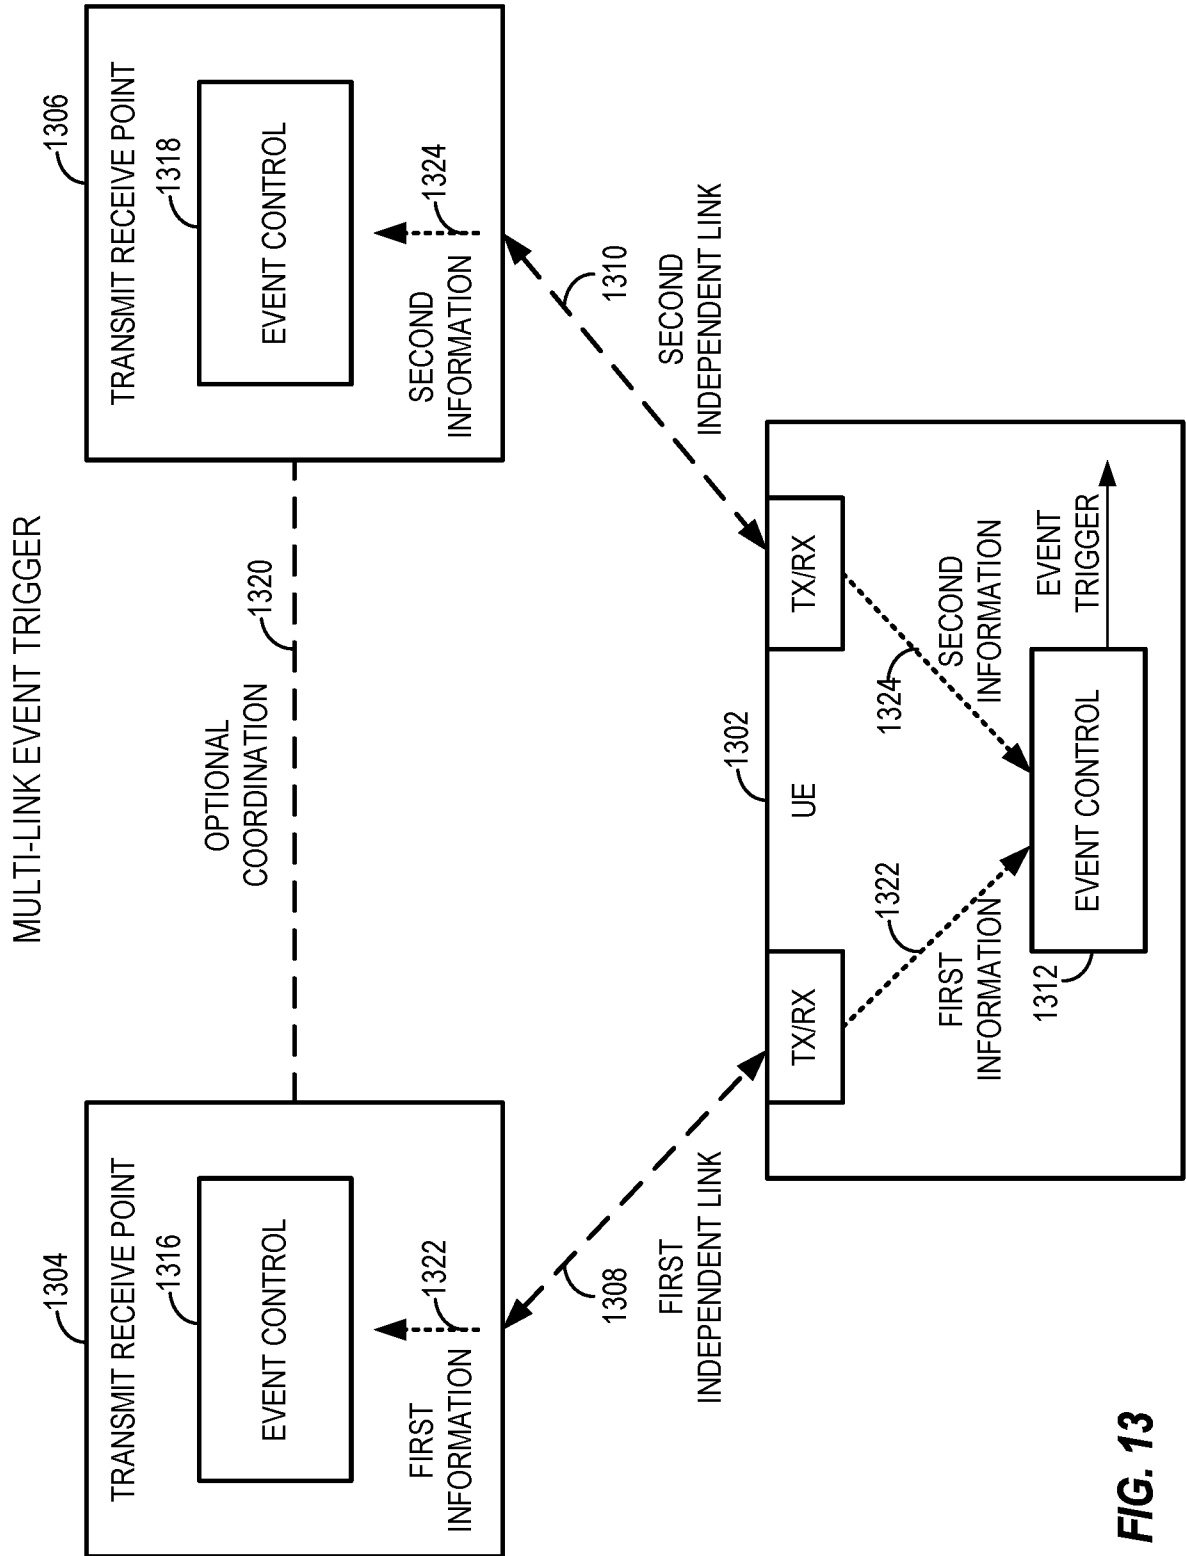 MULTI-LINK EVENT TRIGGER
1304
TRANSMIT RECEIVE POINT
1316
EVENT CONTROL
FIRST
INFORMATION
1322
OPTIONAL
COORDINATION
1320
1306
TRANSMIT RECEIVE POINT
1318
EVENT CONTROL
SECOND
INFORMATION
1324
1308
FIRST
INDEPENDENT LINK
1310
SECOND
INDEPENDENT LINK
1302
UE
TX/RX
TX/RX
FIRST
INFORMATION
1322
1324
SECOND
INFORMATION
1312
EVENT CONTROL
EVENT
TRIGGER
FIG. 13